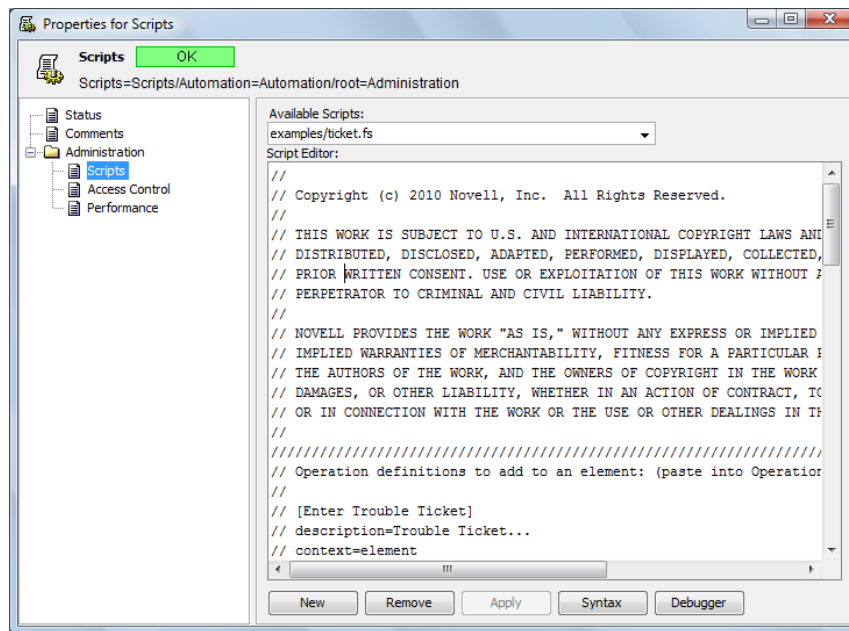 Properties for Scripts
Scripts OK
Scripts=Scripts/Automation=Automation/root=Administration
Status
Comments
Administration
Scripts
Access Control
Performance
Available Scripts:
examples/ticket.fs
Script Editor:
//
// Copyright (c) 2010 Novell, Inc.  All Rights Reserved.
//
// THIS WORK IS SUBJECT TO U.S. AND INTERNATIONAL COPYRIGHT LAWS AND
// DISTRIBUTED, DISCLOSED, ADAPTED, PERFORMED, DISPLAYED, COLLECTED,
// PRIOR WRITTEN CONSENT. USE OR EXPLOITATION OF THIS WORK WITHOUT A
// PERPETRATOR TO CRIMINAL AND CIVIL LIABILITY.
//
// NOVELL PROVIDES THE WORK "AS IS," WITHOUT ANY EXPRESS OR IMPLIED
// IMPLIED WARRANTIES OF MERCHANTABILITY, FITNESS FOR A PARTICULAR
// THE AUTHORS OF THE WORK, AND THE OWNERS OF COPYRIGHT IN THE WORK
// DAMAGES, OR OTHER LIABILITY, WHETHER IN AN ACTION OF CONTRACT, TO
// OR IN CONNECTION WITH THE WORK OR THE USE OR OTHER DEALINGS IN TH
//
////////////////////////////////////////////////////////////////////
// Operation definitions to add to an element: (paste into Operation
//
// [Enter Trouble Ticket]
// description=Trouble Ticket...
// context=element
New Remove Apply Syntax Debugger